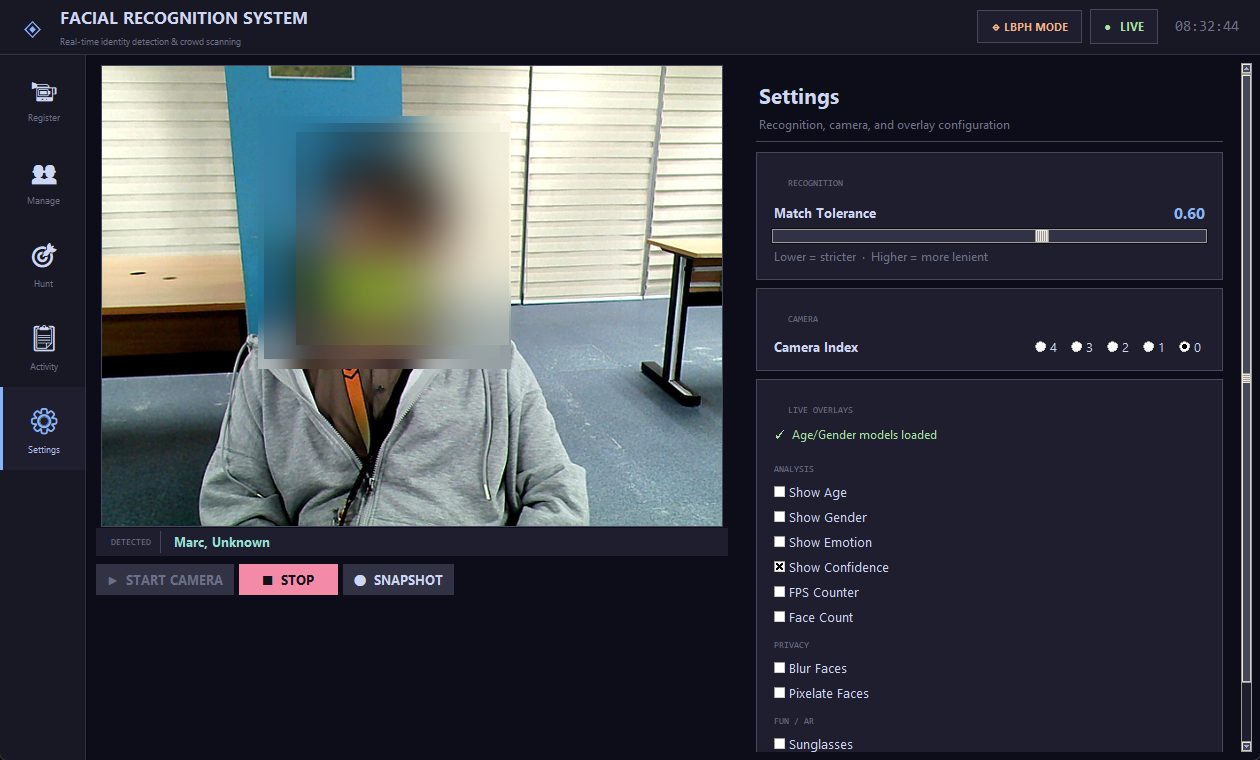 FACIAL RECOGNITION SYSTEM
Real-time identity detection & crowd scanning
LBPH MODE
LIVE
08:32:44
Register
Manage
Hunt
Activity
Settings
DETECTED
Marc, Unknown
START CAMERA
STOP
SNAPSHOT
Settings
Recognition, camera, and overlay configuration
RECOGNITION
Match Tolerance 0.60
Lower = stricter · Higher = more lenient
CAMERA
Camera Index 4 3 2 1 0
LIVE OVERLAYS
✓ Age/Gender models loaded
ANALYSIS
Show Age
Show Gender
Show Emotion
Show Confidence
FPS Counter
Face Count
PRIVACY
Blur Faces
Pixelate Faces
FUN / AR
Sunglasses